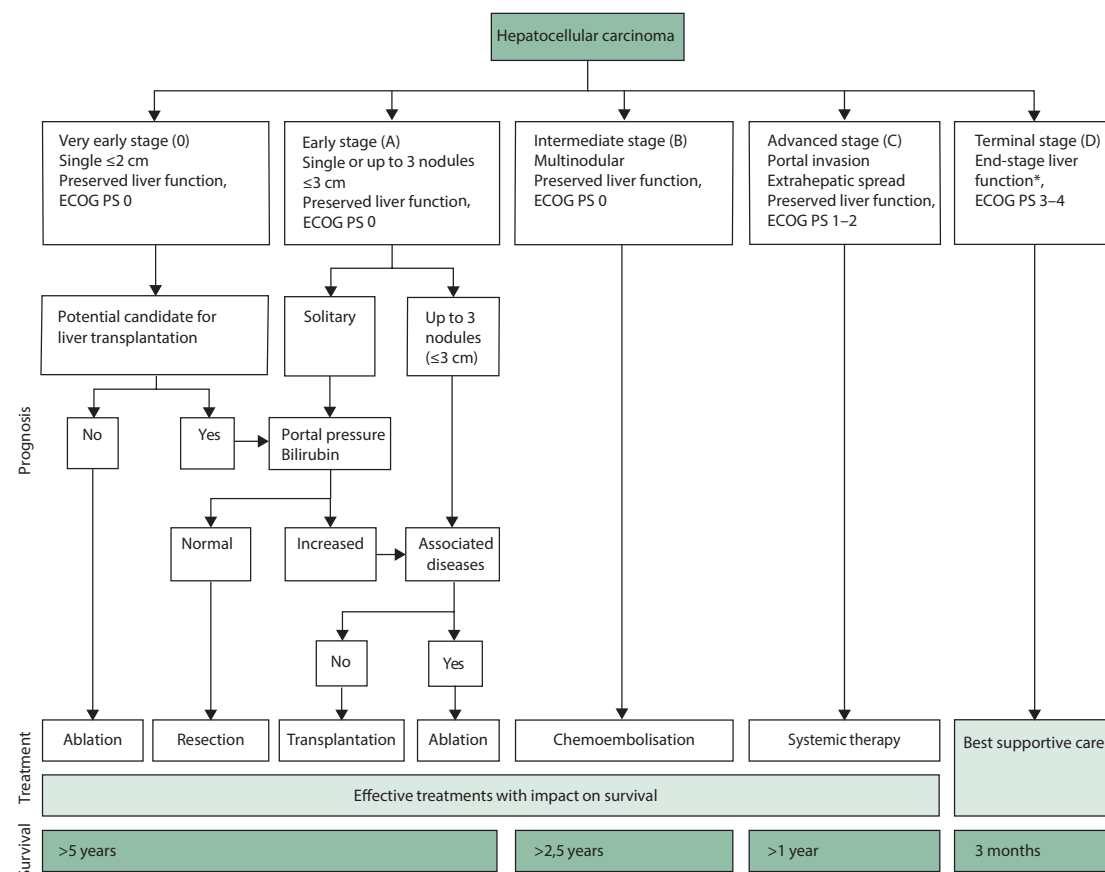 Hepatocellular carcinoma
Very early stage (0)
Single ≤2 cm
Preserved liver function,
ECOG PS 0
Early stage (A)
Single or up to 3 nodules
≤3 cm
Preserved liver function,
ECOG PS 0
Intermediate stage (B)
Multinodular
Preserved liver function,
ECOG PS 0
Advanced stage (C)
Portal invasion
Extrahepatic spread
Preserved liver function,
ECOG PS 1–2
Terminal stage (D)
End-stage liver
function*,
ECOG PS 3–4
Prognosis
Potential candidate for
liver transplantation
Solitary
Up to 3
nodules
(≤3 cm)
No
Yes
Portal pressure
Bilirubin
Normal
Increased
Associated
diseases
No
Yes
Treatment
Ablation
Resection
Transplantation
Ablation
Chemoembolisation
Systemic therapy
Best supportive care
Effective treatments with impact on survival
Survival
>5 years
>2,5 years
>1 year
3 months